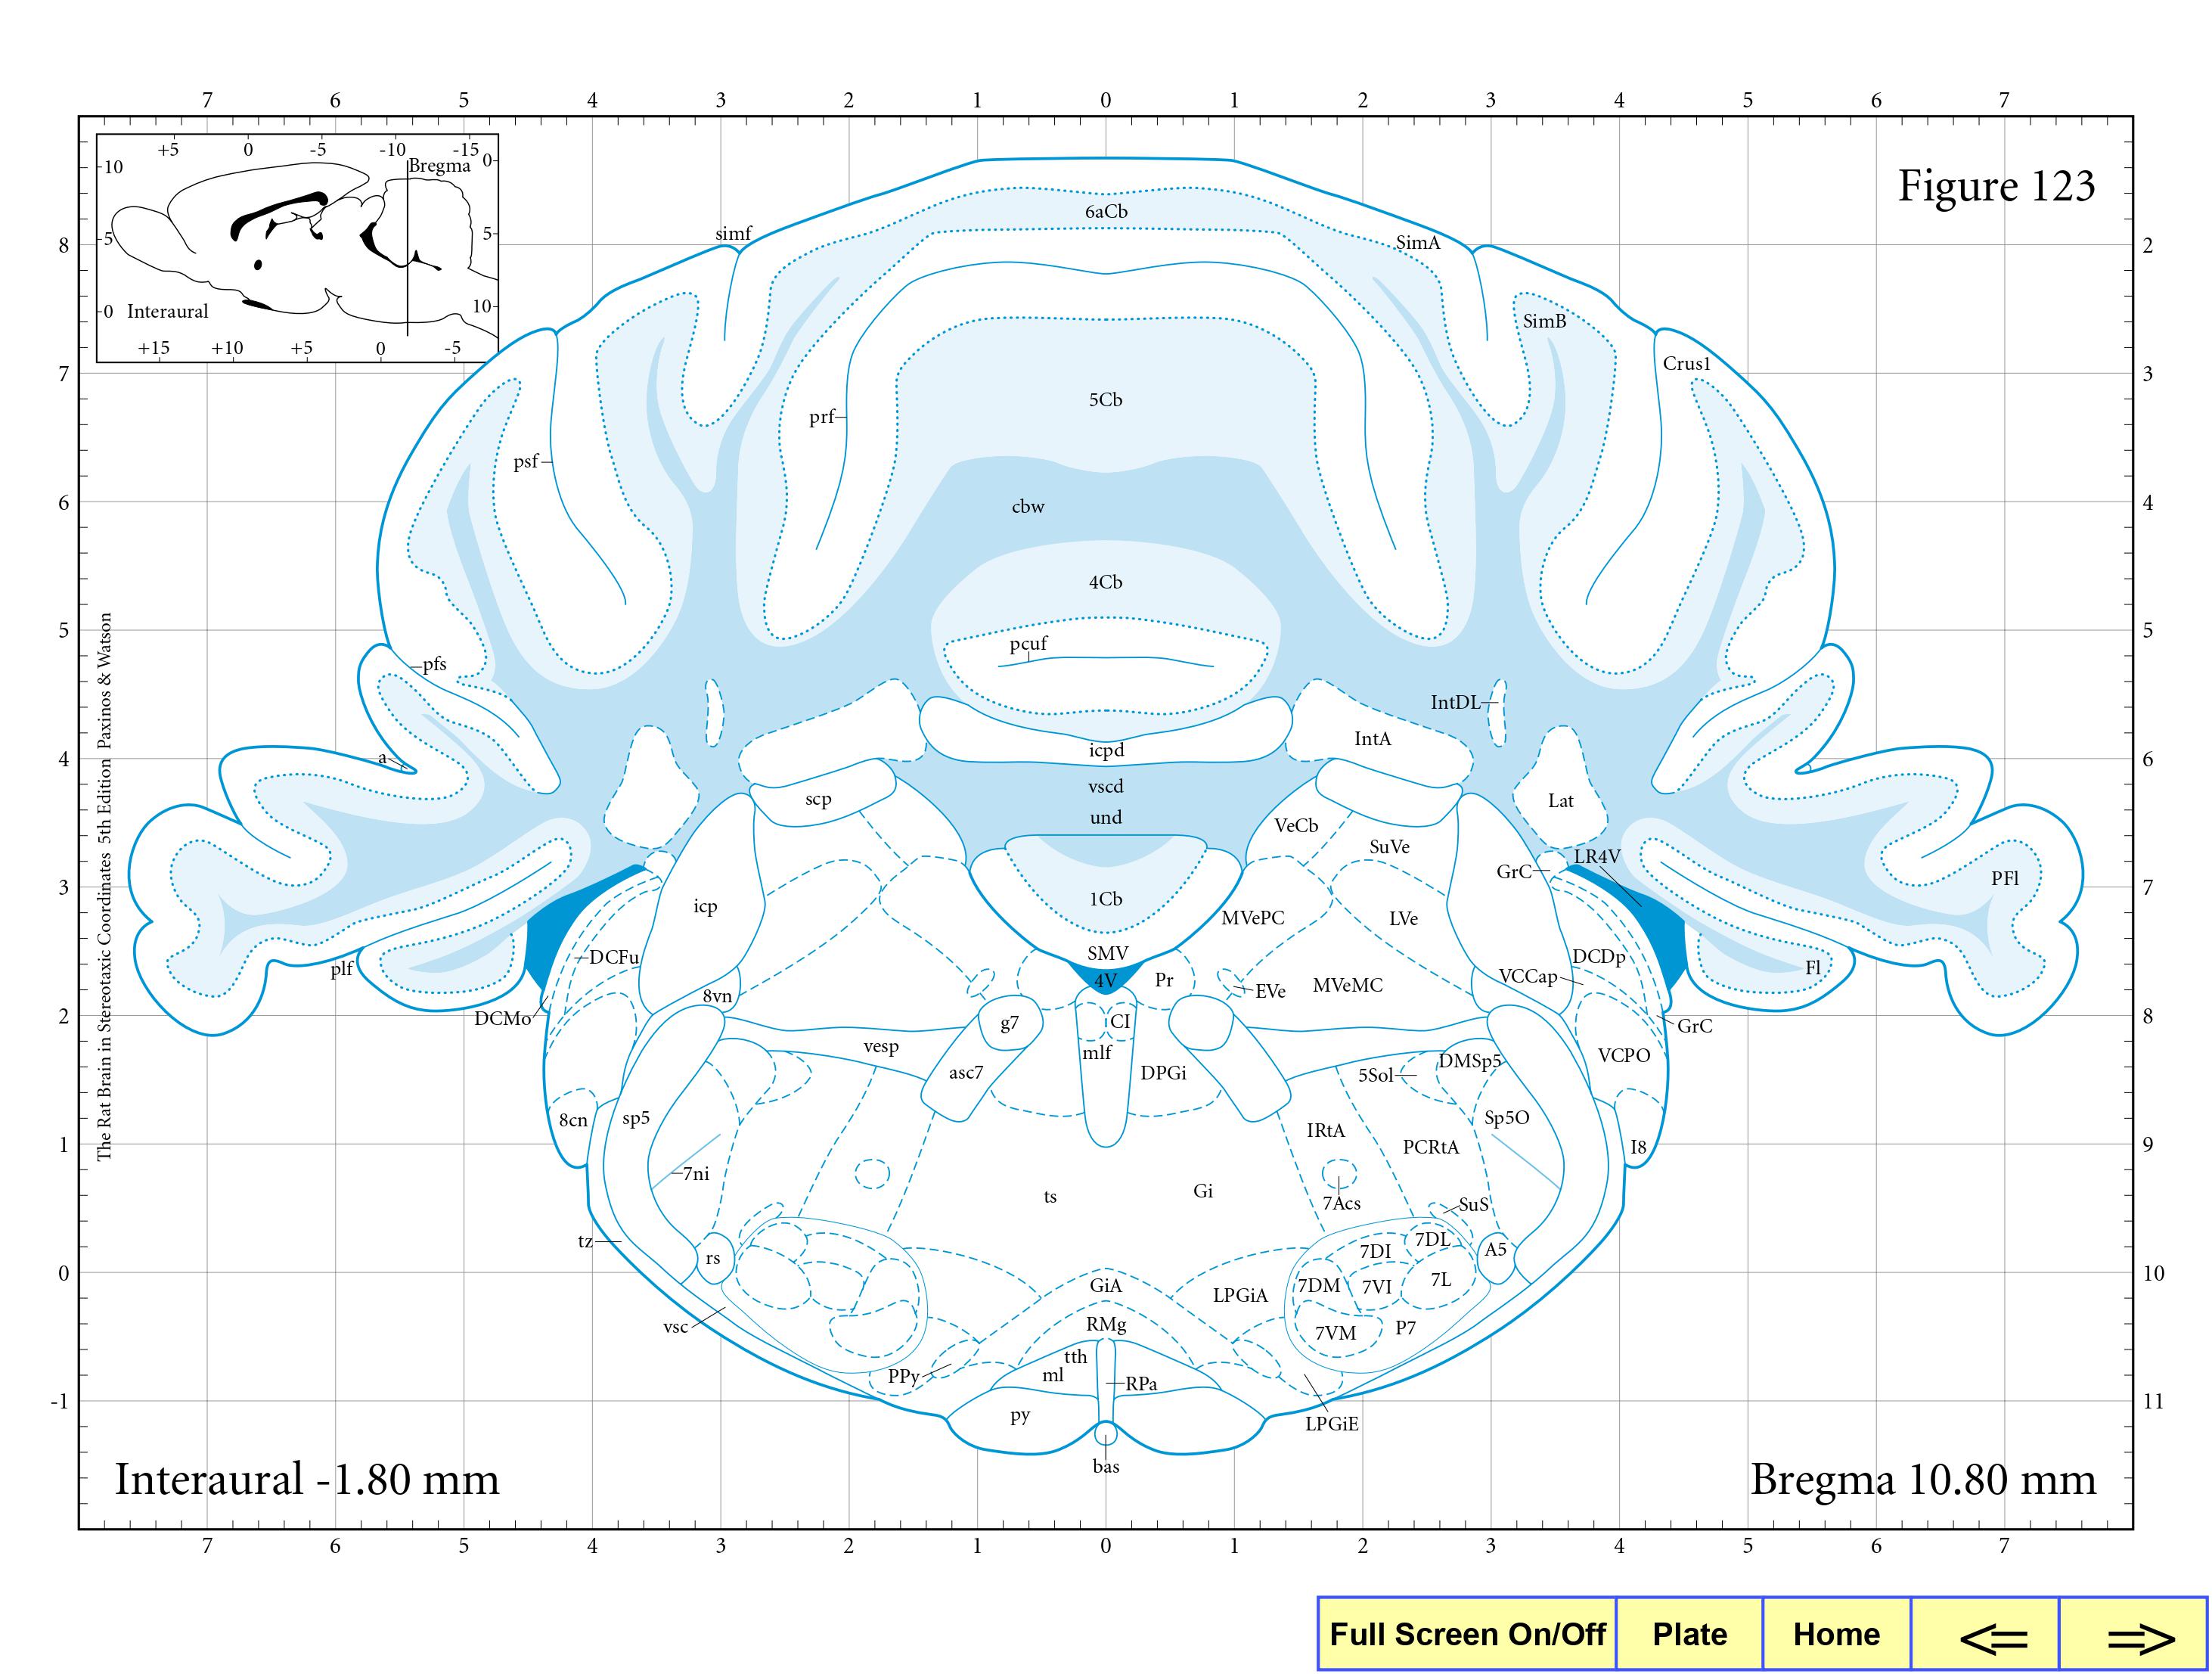 7 6 5 4 3 2 1 0 1 2 3 4 5 6 7
+5 0 -5 -10 -15
Bregma
0
10
5
5
10
0 Interaural
+15 +10 +5 0 -5
Figure 123
6aCb
simf
SimA
8
2
SimB
Crus1
7
3
5Cb
prf
psf
6
4
cbw
4Cb
5
5
pcuf
pfs
IntDL
IntA
icpd
4
6
a
vscd
scp
Lat
und
VeCb
SuVe
GrC
LR4V
3
7
PFl
icp
1Cb
MVePC
LVe
SMV
DCFu
DCDp
plf
VCCap
Fl
4V
Pr
EVe
MVeMC
8vn
2
8
DCMo
g7
CI
GrC
vesp
mlf
VCPO
asc7
DPGi
5Sol
DMSp5
8cn
sp5
Sp5O
IRtA
PCRtA
I8
1
9
7ni
ts
Gi
7Acs
SuS
tz
rs
7DI
7DL
A5
0
10
GiA
LPGiA
7DM
7VI
7L
vsc
RMg
7VM
P7
tth
PPy
ml
RPa
-1
11
py
LPGiE
bas
The Rat Brain in Stereotaxic Coordinates 5th Edition Paxinos & Watson
Interaural -1.80 mm
Bregma 10.80 mm
7 6 5 4 3 2 1 0 1 2 3 4 5 6 7
Full Screen On/Off Plate Home <= =>